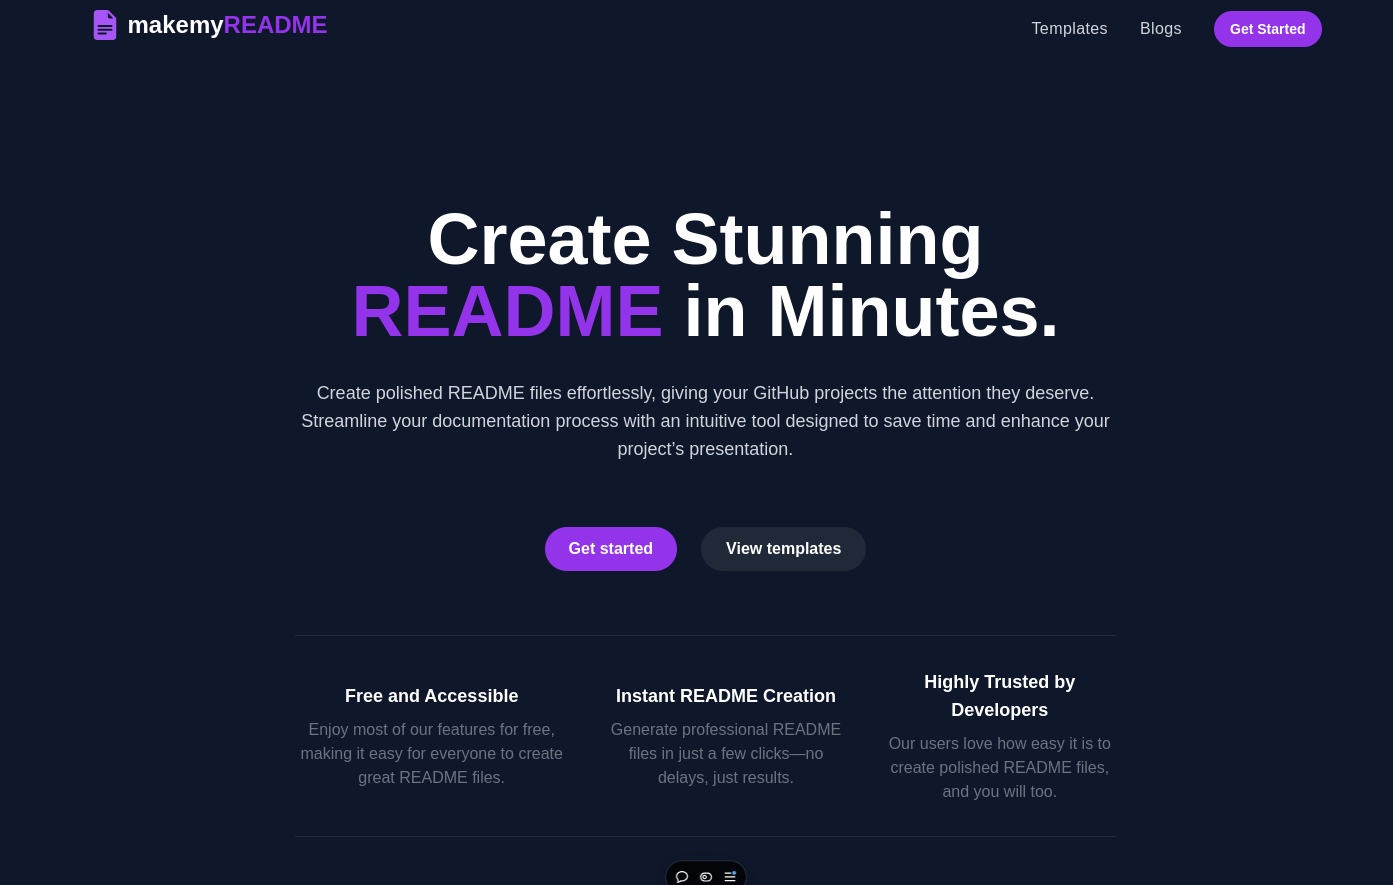 makemyREADME
Templates
Blogs
Get Started
Create Stunning
README in Minutes.
Create polished README files effortlessly, giving your GitHub projects the attention they deserve.
Streamline your documentation process with an intuitive tool designed to save time and enhance your
project’s presentation.
Get started
View templates
Free and Accessible
Enjoy most of our features for free,
making it easy for everyone to create
great README files.
Instant README Creation
Generate professional README
files in just a few clicks—no
delays, just results.
Highly Trusted by
Developers
Our users love how easy it is to
create polished README files,
and you will too.